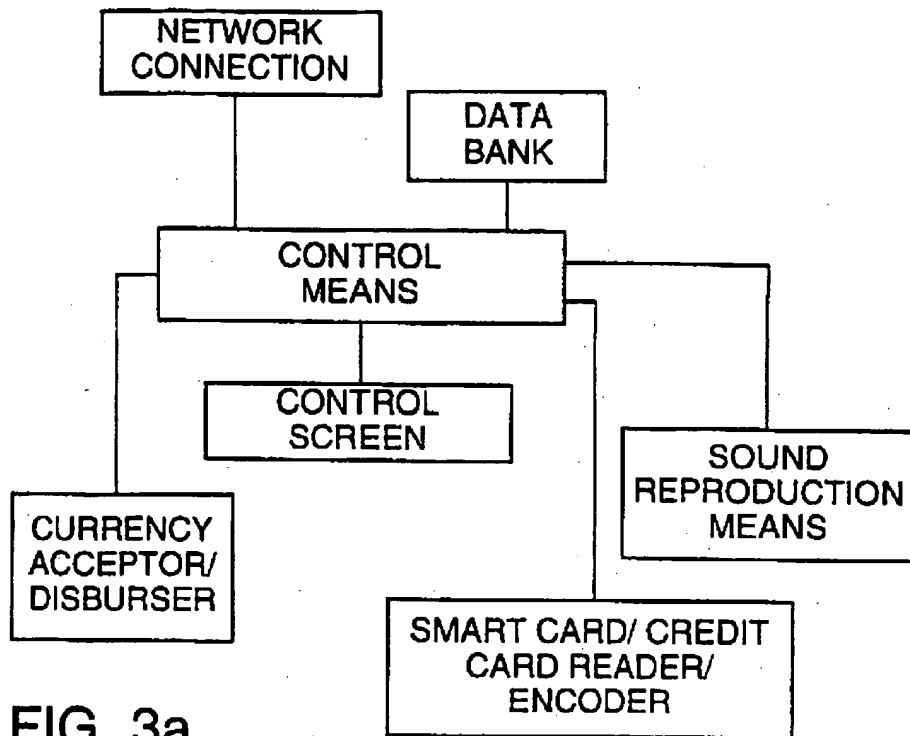 NETWORK
CONNECTION
DATA
BANK
CONTROL
MEANS
CONTROL
SCREEN
SOUND
REPRODUCTION
MEANS
CURRENCY
ACCEPTOR/
DISBURSER
SMART CARD/ CREDIT
CARD READER/
ENCODER
FIG. 3a